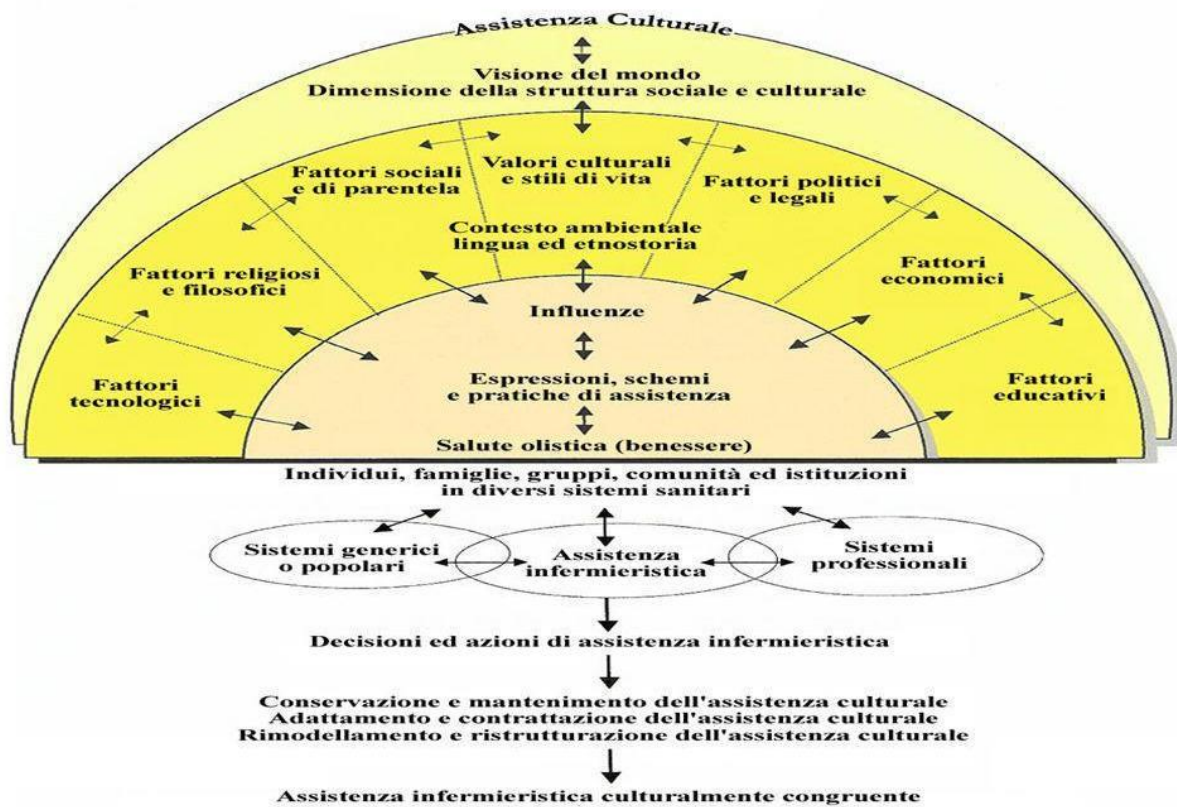 Assistenza Culturale
Visione del mondo
Dimensione della struttura sociale e culturale
Fattori sociali
e di parentela
Valori culturali
e stili di vita
Fattori politici
e legali
Contesto ambientale
lingua ed etnostoria
Fattori religiosi
e filosofici
Fattori
economici
Influenze
Fattori
tecnologici
Espressioni, schemi
e pratiche di assistenza
Fattori
educativi
Salute olistica (benessere)
Individui, famiglie, gruppi, comunità ed istituzioni
in diversi sistemi sanitari
Sistemi generici
o popolari
Assistenza
infermieristica
Sistemi
professionali
Decisioni ed azioni di assistenza infermieristica
Conservazione e mantenimento dell'assistenza culturale
Adattamento e contrattazione dell'assistenza culturale
Rimodellamento e ristrutturazione dell'assistenza culturale
Assistenza infermieristica culturalmente congruente